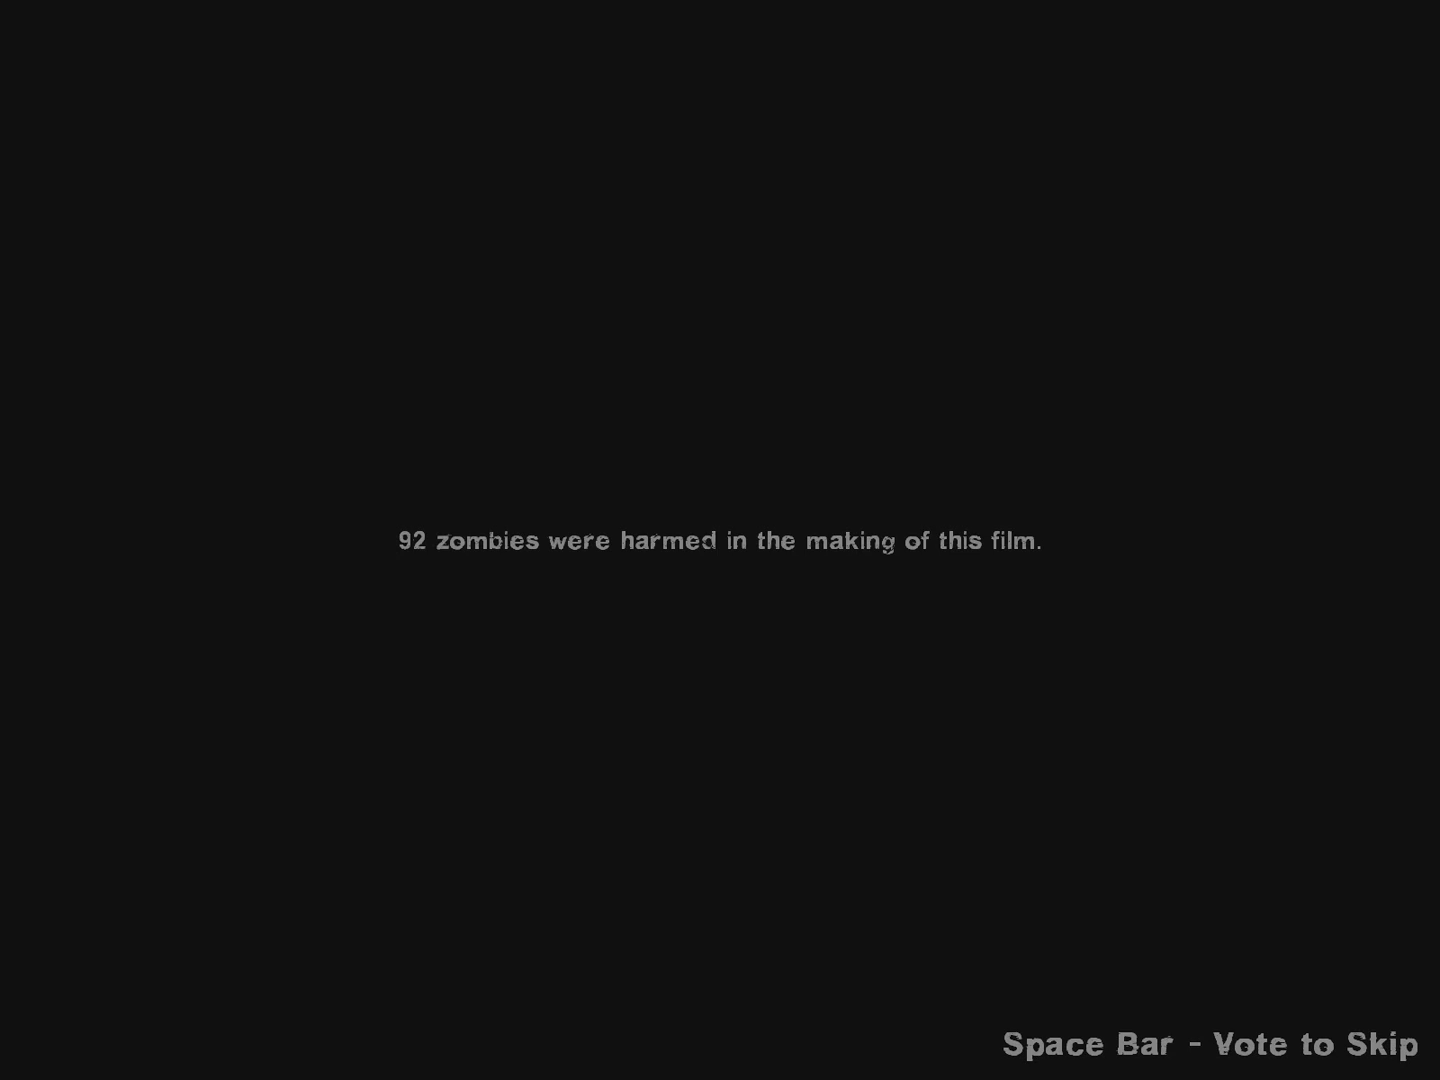 92 zombies were harmed in the making of this film.
Space Bar - Vote to Skip